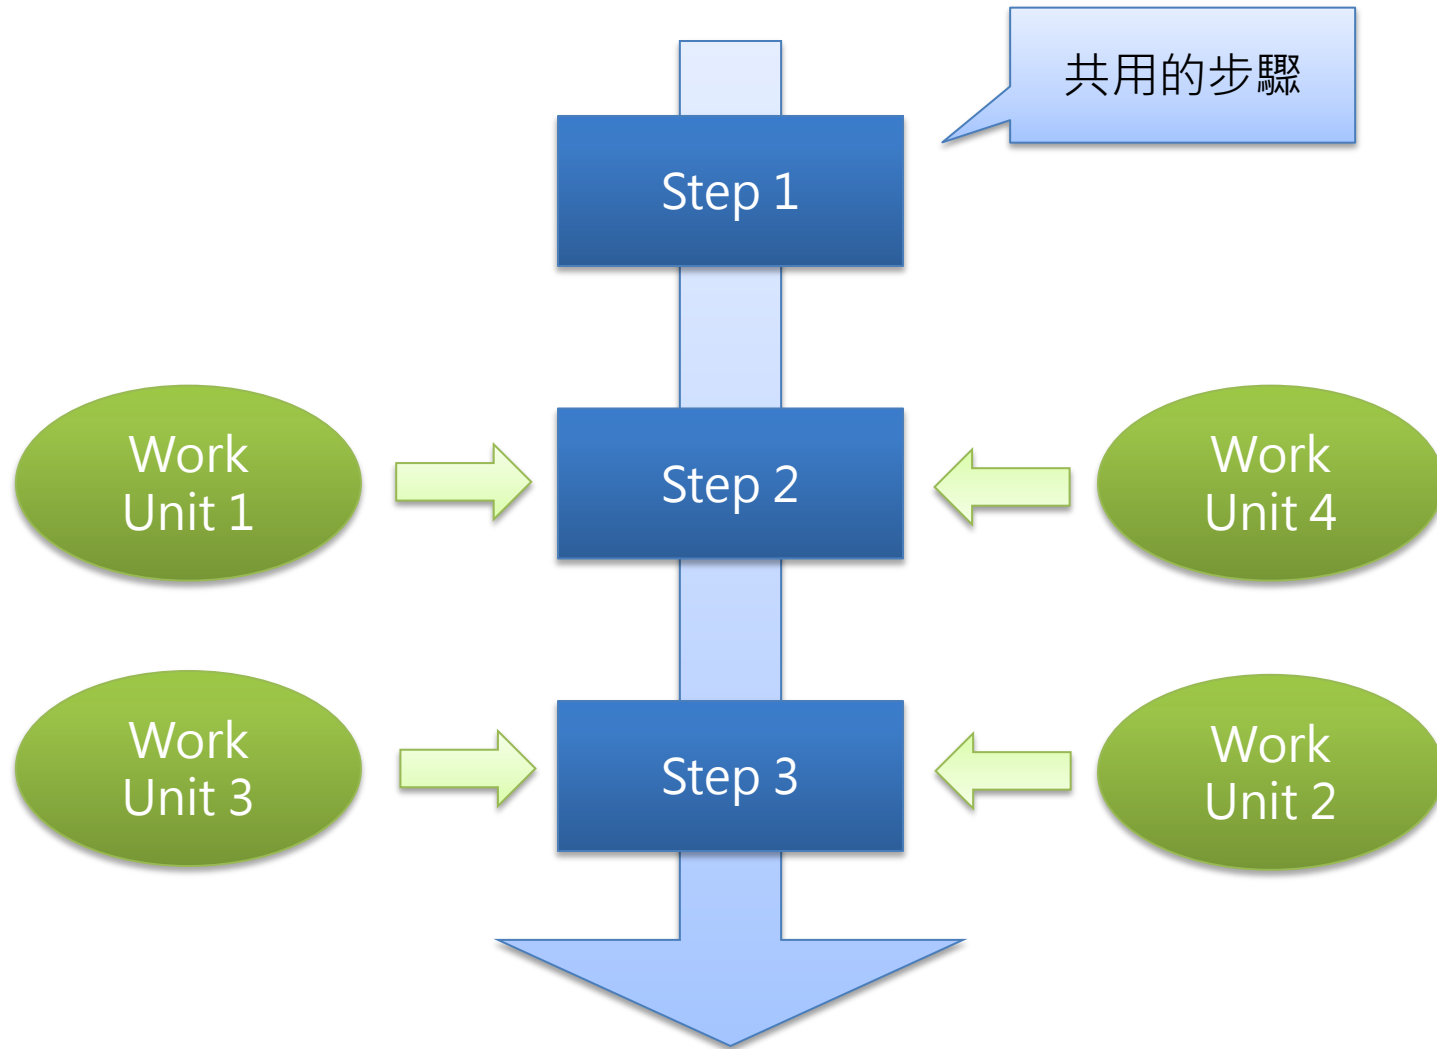 共用的步驟
Step 1
Work
Unit 1
Step 2
Work
Unit 4
Work
Unit 3
Step 3
Work
Unit 2